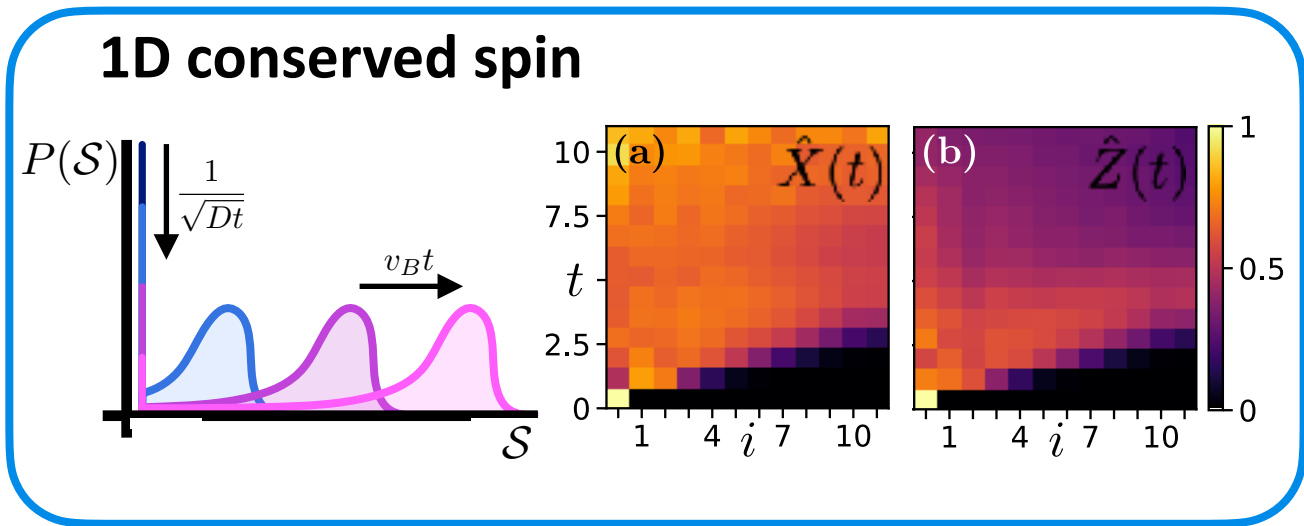 1D conserved spin
P(𝒮)
1/√Dt
v_B t
𝒮
(a) X̂(t)
10
7.5
t
2.5
0
1 4 i 7 10
(b) Ẑ(t)
1 4 i 7 10
1
0.5
0